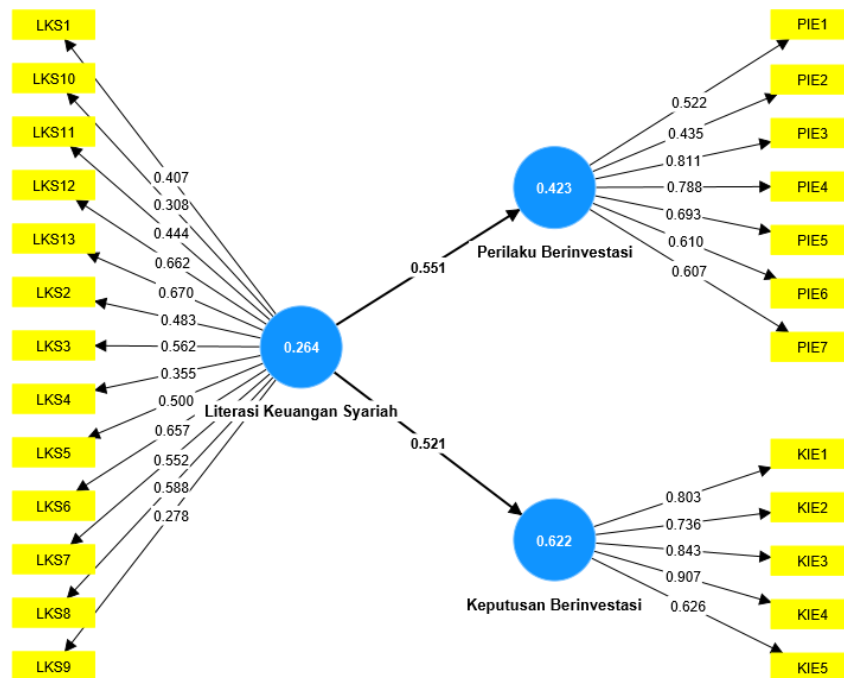 LKS1
LKS10
LKS11
LKS12
LKS13
LKS2
LKS3
LKS4
LKS5
LKS6
LKS7
LKS8
LKS9
0.407
0.308
0.444
0.662
0.670
0.483
0.562
0.355
0.500
0.657
0.552
0.588
0.278
0.264
Literasi Keuangan Syariah
0.551
0.521
0.423
Perilaku Berinvestasi
0.522
0.435
0.811
0.788
0.693
0.610
0.607
PIE1
PIE2
PIE3
PIE4
PIE5
PIE6
PIE7
0.622
Keputusan Berinvestasi
0.803
0.736
0.843
0.907
0.626
KIE1
KIE2
KIE3
KIE4
KIE5